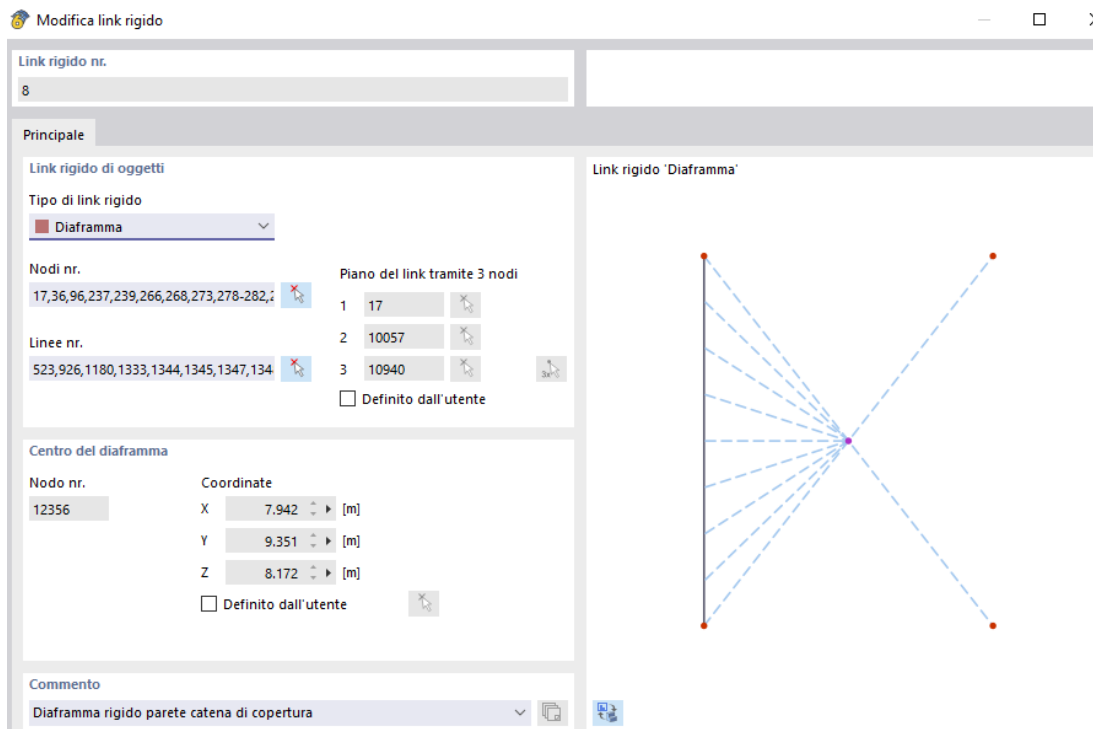 Modifica link rigido
Link rigido nr.
8
Principale
Link rigido di oggetti
Tipo di link rigido
Diaframma
Nodi nr.
17,36,96,237,239,266,268,273,278-282,2
Linee nr.
523,926,1180,1333,1344,1345,1347,134
Piano del link tramite 3 nodi
1 17
2 10057
3 10940
3x
Definito dall'utente
Centro del diaframma
Nodo nr.
12356
Coordinate
X 7.942 [m]
Y 9.351 [m]
Z 8.172 [m]
Definito dall'utente
Commento
Diaframma rigido parete catena di copertura
Link rigido 'Diaframma'